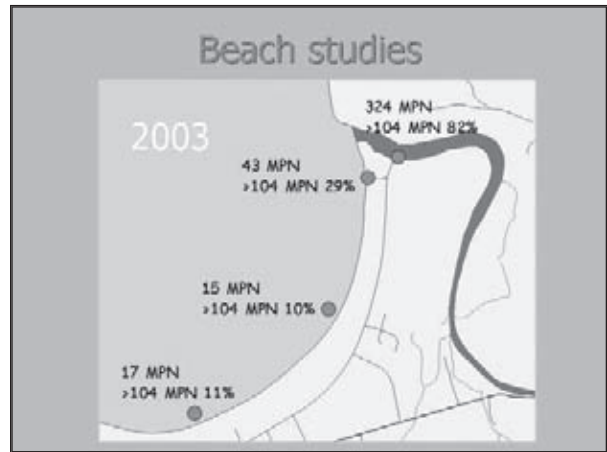 Beach studies
2003
324 MPN
>104 MPN 82%
43 MPN
>104 MPN 29%
15 MPN
>104 MPN 10%
17 MPN
>104 MPN 11%